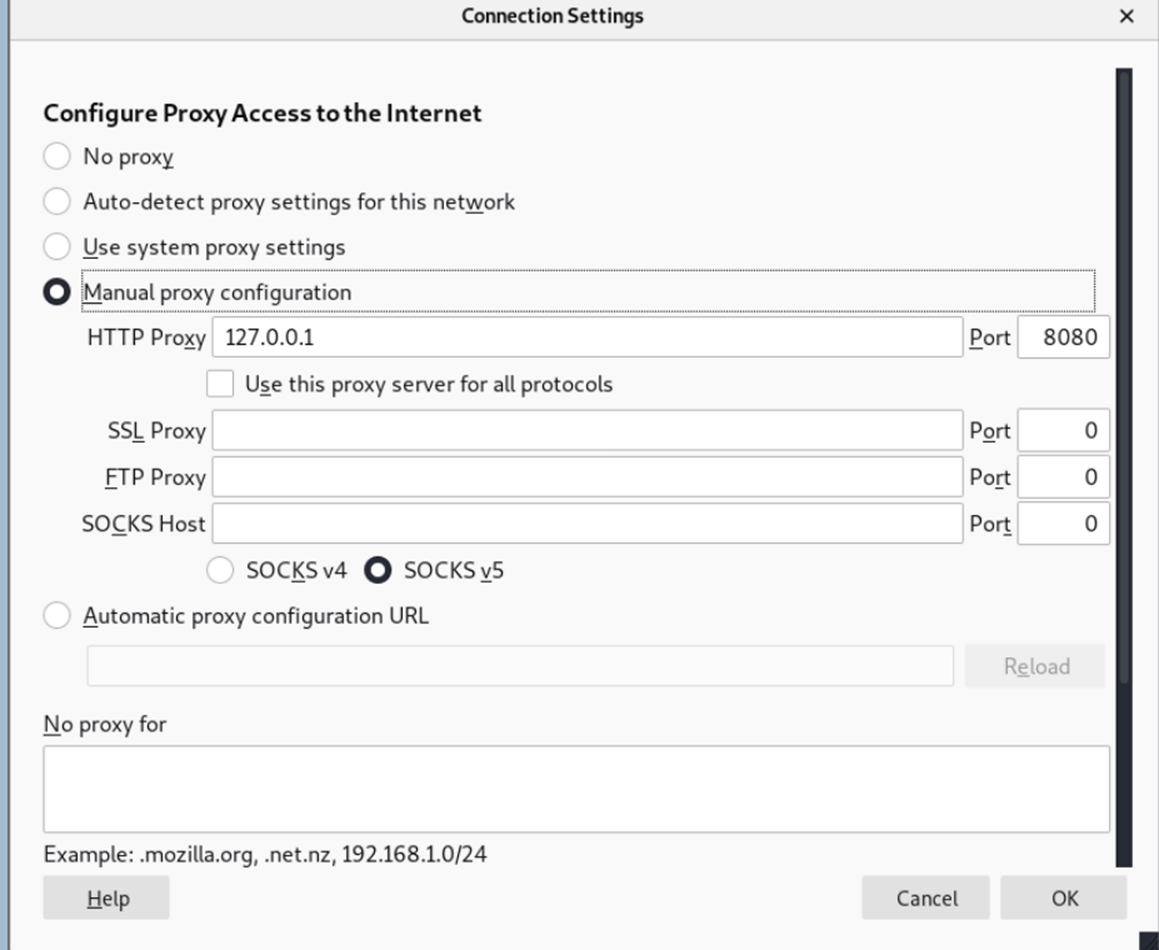 Connection Settings
Configure Proxy Access to the Internet
No proxy
Auto-detect proxy settings for this network
Use system proxy settings
Manual proxy configuration
HTTP Proxy 127.0.0.1 Port 8080
Use this proxy server for all protocols
SSL Proxy Port 0
FTP Proxy Port 0
SOCKS Host Port 0
SOCKS v4 SOCKS v5
Automatic proxy configuration URL
Reload
No proxy for
Example: .mozilla.org, .net.nz, 192.168.1.0/24
Help Cancel OK